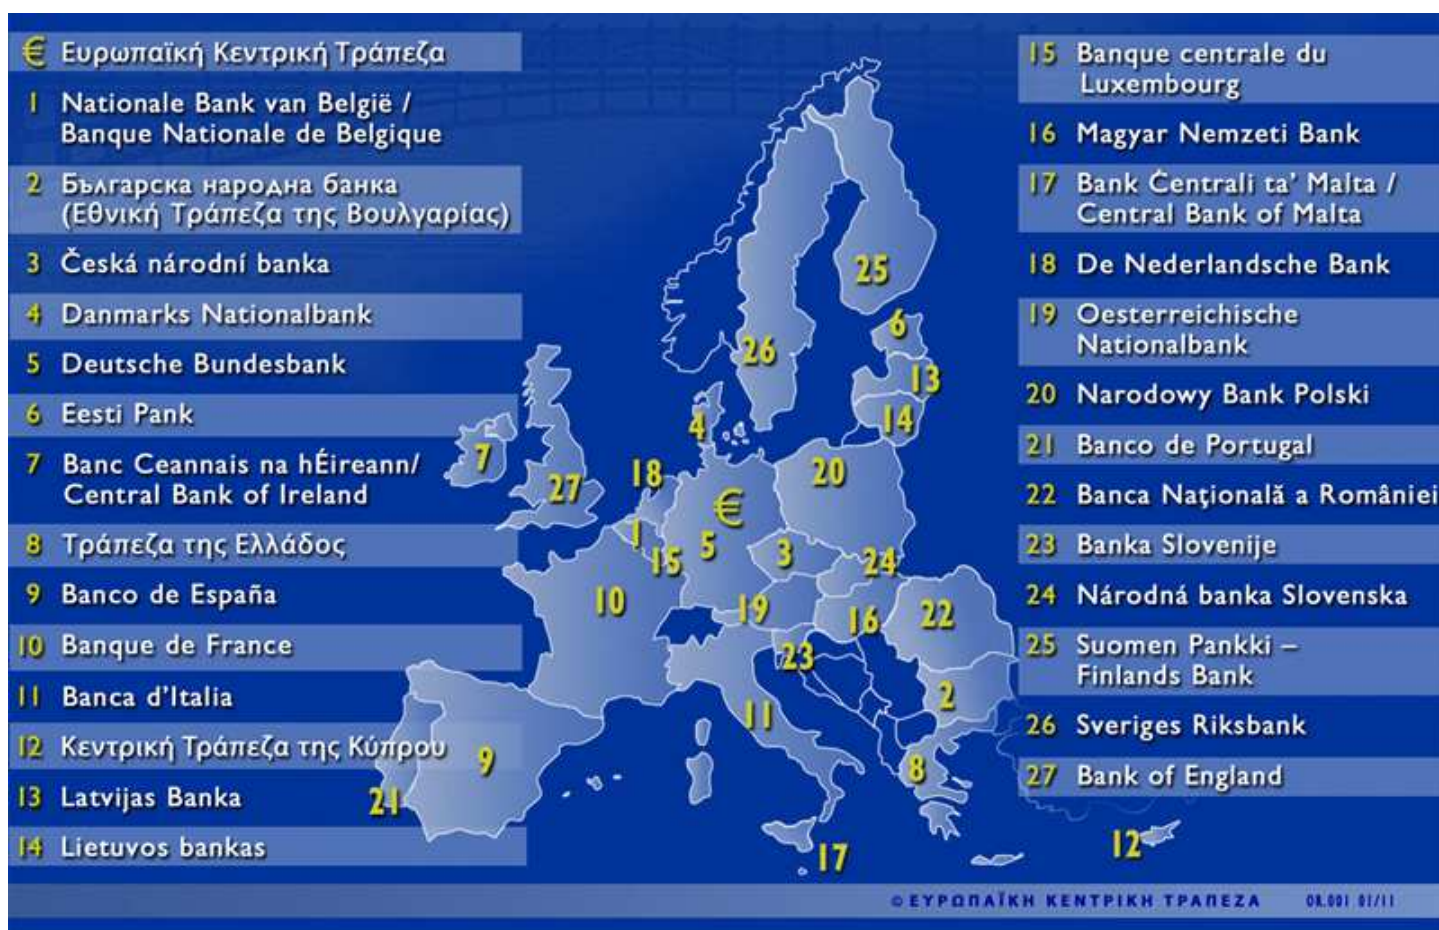 € Ευρωπαϊκή Κεντρική Τράπεζα
1 Nationale Bank van België /
Banque Nationale de Belgique
2 Българска народна банка
(Εθνική Τράπεζα της Βουλγαρίας)
3 Česká národní banka
4 Danmarks Nationalbank
5 Deutsche Bundesbank
6 Eesti Pank
7 Banc Ceannais na hÉireann/
Central Bank of Ireland
8 Τράπεζα της Ελλάδος
9 Banco de España
10 Banque de France
11 Banca d’Italia
12 Κεντρική Τράπεζα της Κύπρου
13 Latvijas Banka
14 Lietuvos bankas
25
6
26
13
14
4
7
18
20
27
€
1
5
3
15
24
10
19
16
22
23
2
11
9
8
21
12
17
15 Banque centrale du
Luxembourg
16 Magyar Nemzeti Bank
17 Bank Ċentrali ta’ Malta /
Central Bank of Malta
18 De Nederlandsche Bank
19 Oesterreichische
Nationalbank
20 Narodowy Bank Polski
21 Banco de Portugal
22 Banca Naţională a României
23 Banka Slovenije
24 Národná banka Slovenska
25 Suomen Pankki –
Finlands Bank
26 Sveriges Riksbank
27 Bank of England
© ΕΥΡΩΠΑΪΚΗ ΚΕΝΤΡΙΚΗ ΤΡΑΠΕΖΑ 08.001 01/11